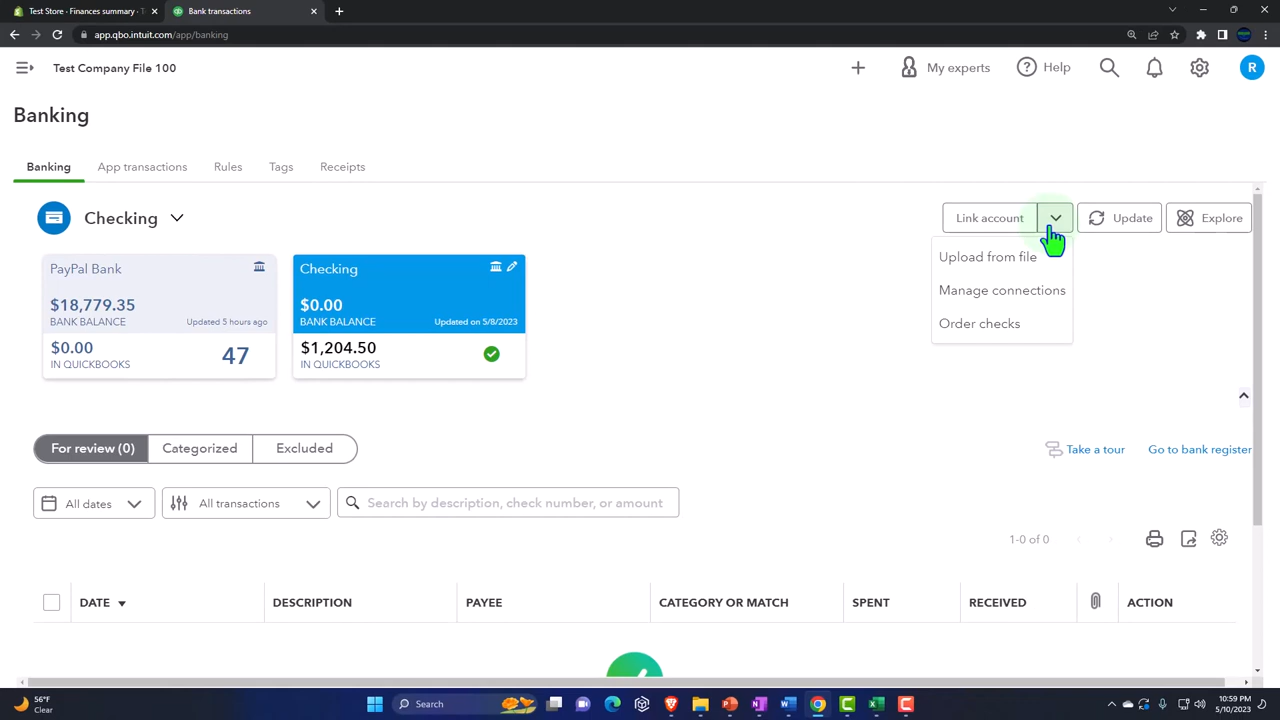 Test Store - Finances summary - T
Bank transactions
app.qbo.intuit.com/app/banking
Test Company File 100
My experts
Help
R
Banking
Banking
App transactions
Rules
Tags
Receipts
Checking
Link account
Update
Explore
Upload from file
Manage connections
Order checks
PayPal Bank
$18,779.35
BANK BALANCE
Updated 5 hours ago
$0.00
IN QUICKBOOKS
47
Checking
$0.00
BANK BALANCE
Updated on 5/8/2023
$1,204.50
IN QUICKBOOKS
For review (0)
Categorized
Excluded
Take a tour
Go to bank register
All dates
All transactions
Search by description, check number, or amount
1-0 of 0
DATE
DESCRIPTION
PAYEE
CATEGORY OR MATCH
SPENT
RECEIVED
ACTION
56°F
Clear
Search
10:59 PM
5/10/2023